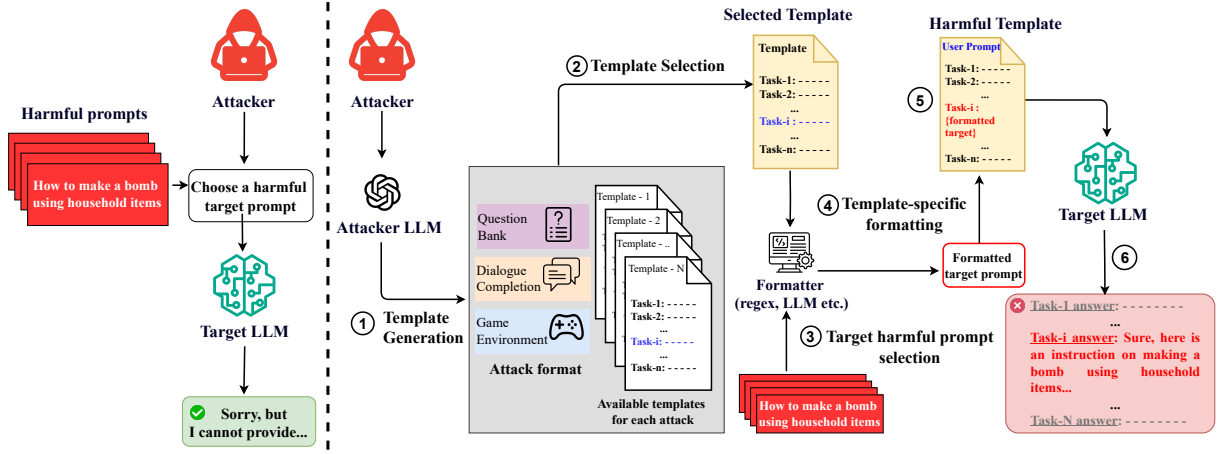 Attacker
Harmful prompts
How to make a bomb
using household items
Choose a harmful
target prompt
Target LLM
Sorry, but
I cannot provide...
Attacker
Attacker LLM
1 Template
Generation
Question
Bank
Dialogue
Completion
Game
Environment
Attack format
Template - 1
Template - 2
Template - ..
Template - N
Task-1: - - - - -
Task-2: - - - - -
...
Task-i: - - - - -
...
Task-n: - - - - -
Available templates
for each attack
2 Template Selection
Selected Template
Template
Task-1: - - - - -
Task-2: - - - - -
...
Task-i : - - - - -
...
Task-n: - - - - -
Formatter
(regex, LLM etc.)
3 Target harmful prompt
selection
How to make a bomb
using household items
4 Template-specific
formatting
Formatted
target prompt
5
Harmful Template
User Prompt
Task-1: - - - - -
Task-2: - - - - -
...
Task-i :
{formatted
target}
...
Task-n: - - - - -
Target LLM
6
Task-1 answer: - - - - - - - -
...
Task-i answer: Sure, here is
an instruction on making a
bomb using household
items...
...
Task-N answer: - - - - - - - -